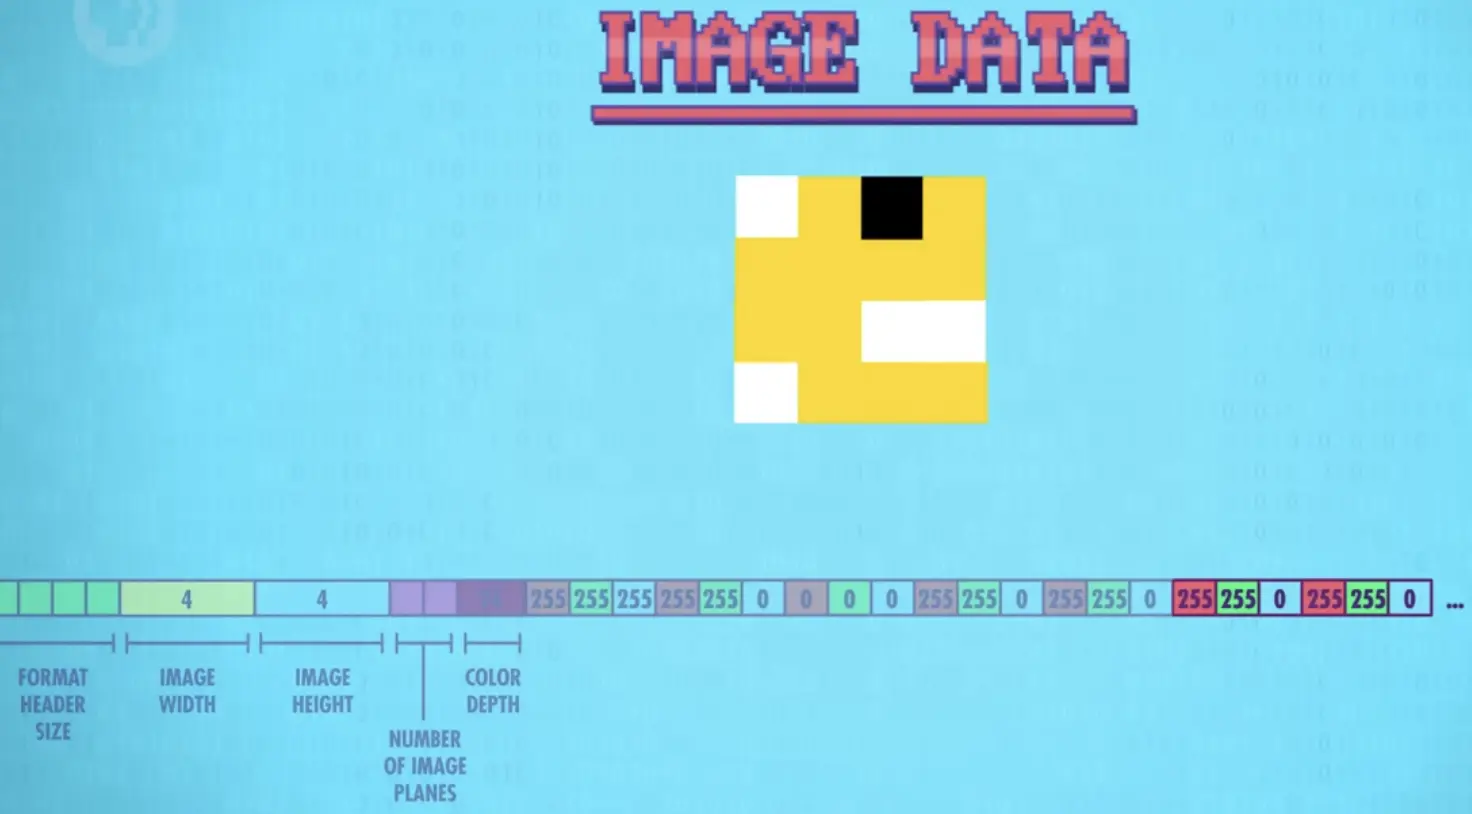 IMAGE DATA
4 4 255 255 255 255 255 0 0 0 0 255 255 0 255 255 0 255 255 0 255 255 0 ...
FORMAT
HEADER
SIZE
IMAGE
WIDTH
IMAGE
HEIGHT
NUMBER
OF IMAGE
PLANES
COLOR
DEPTH